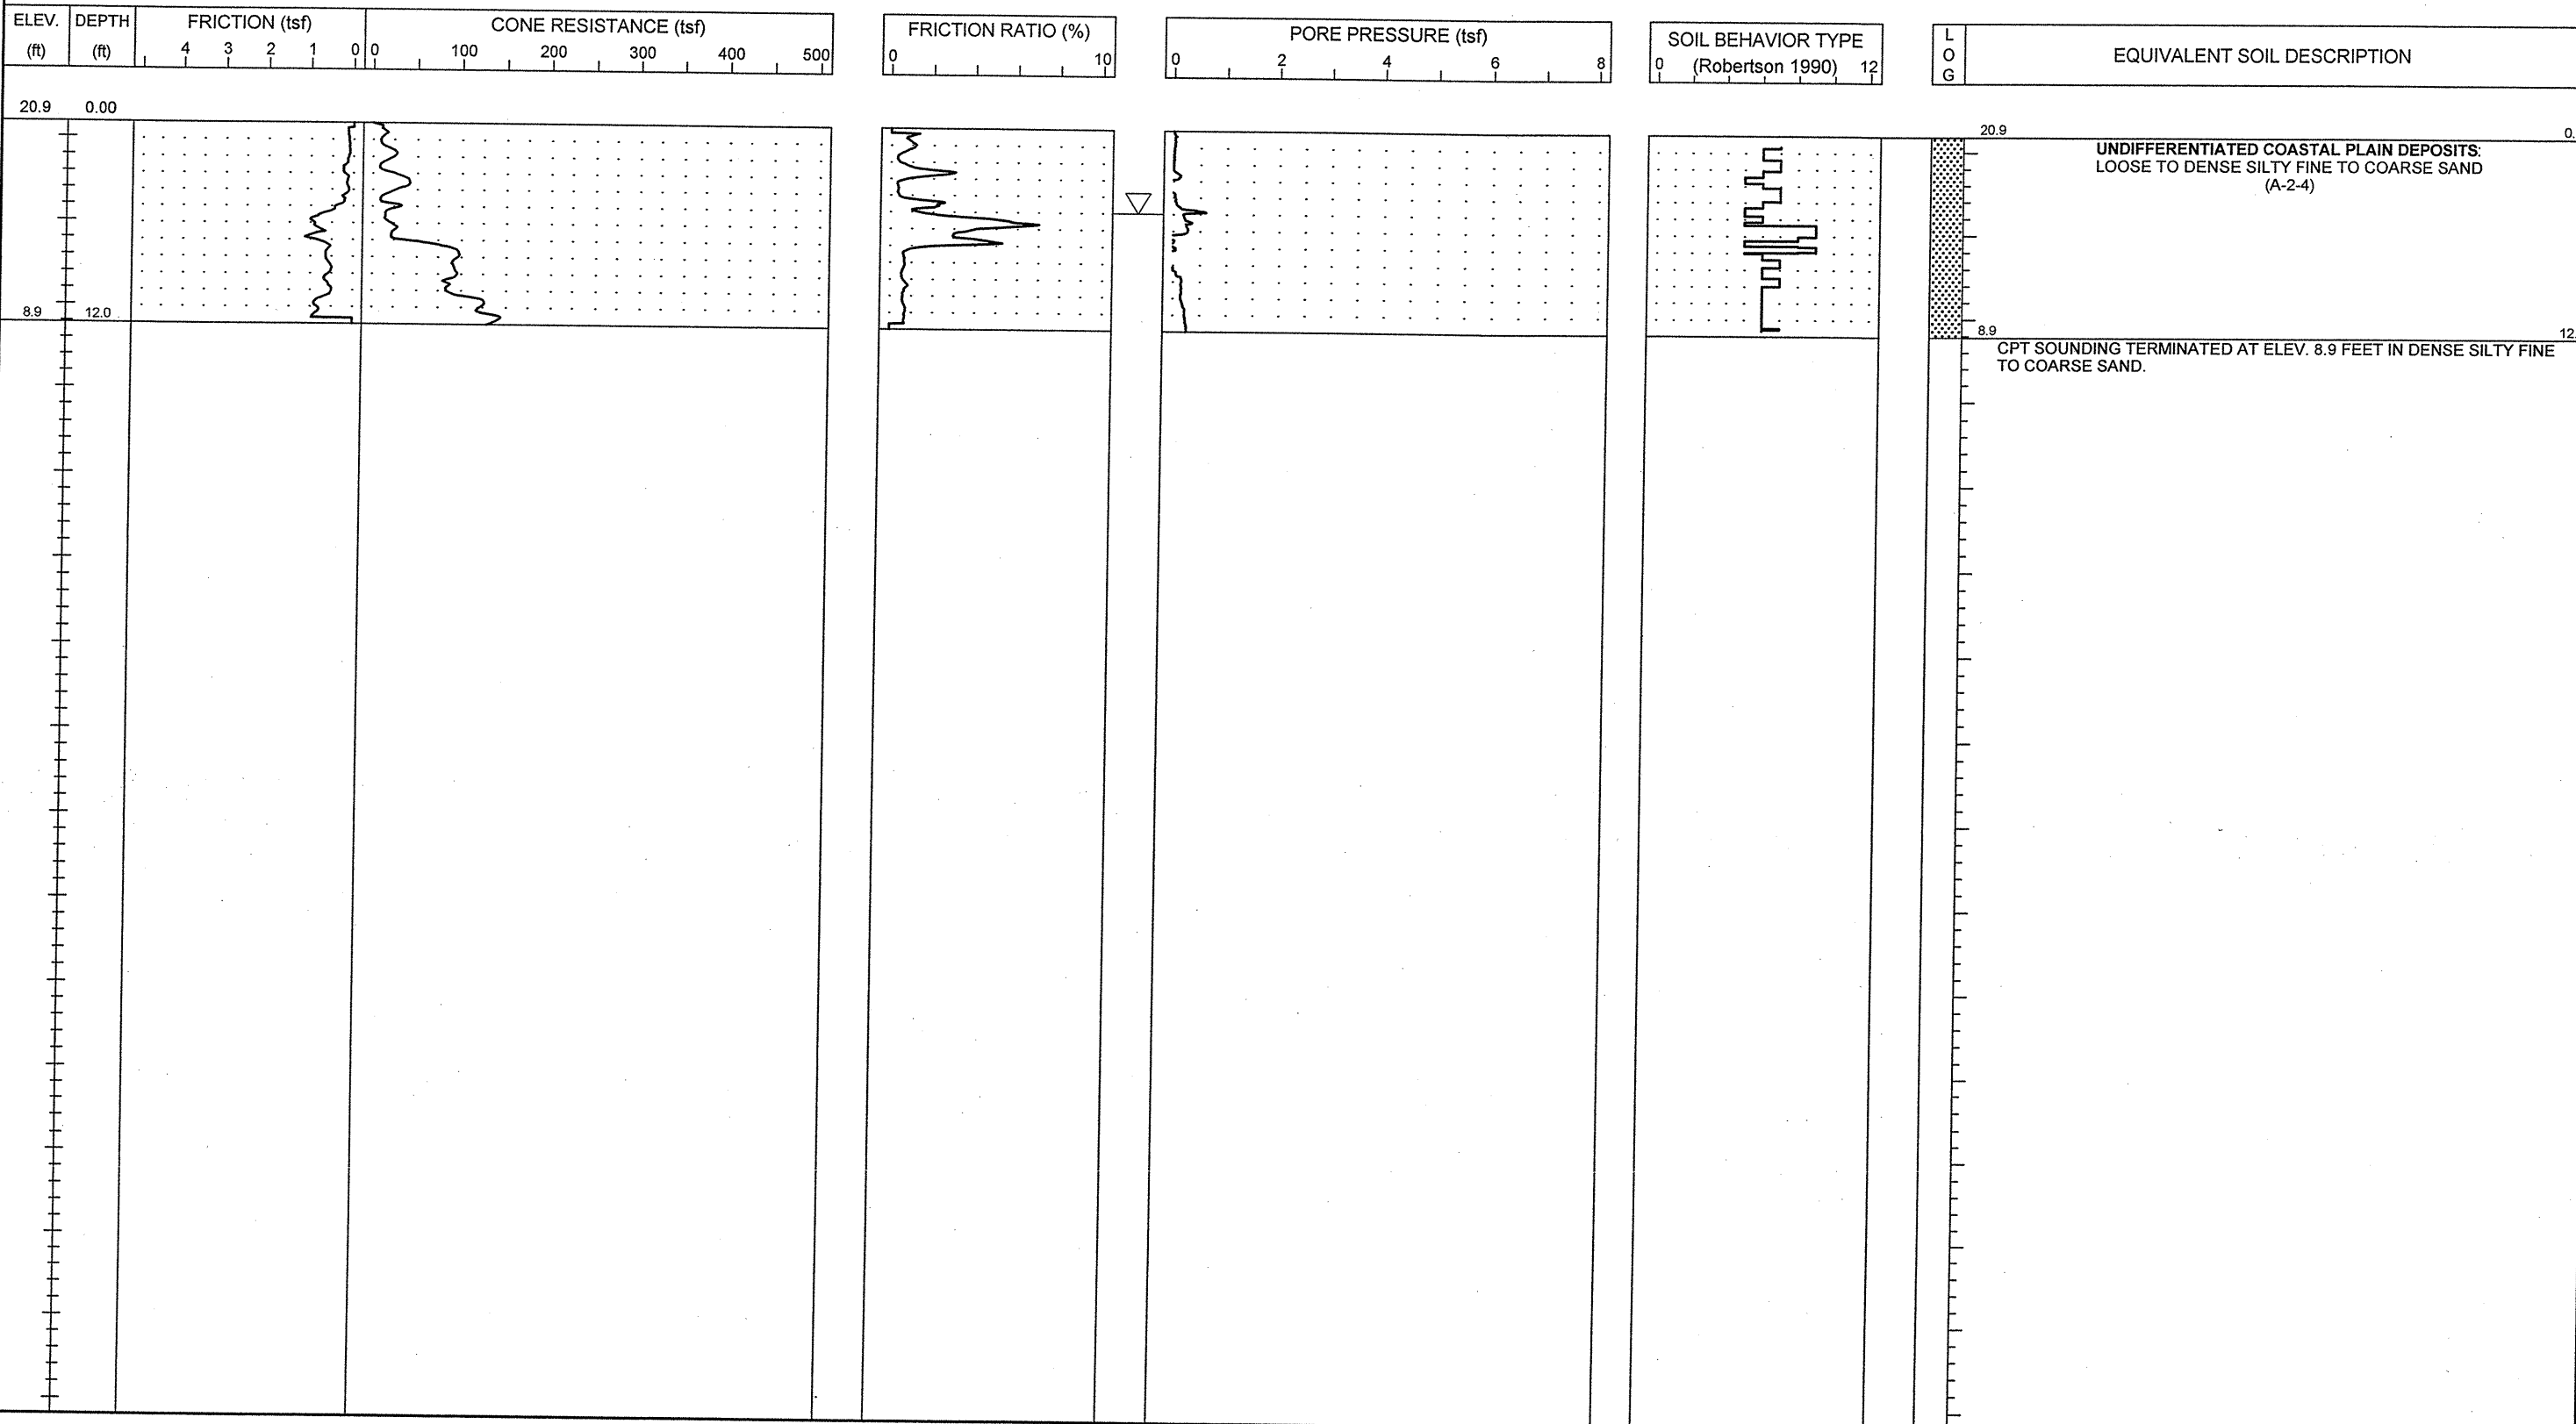 ELEV.
(ft)
DEPTH
(ft)
FRICTION (tsf)
4 3 2 1 0
CONE RESISTANCE (tsf)
0 100 200 300 400 500
FRICTION RATIO (%)
0 10
PORE PRESSURE (tsf)
0 2 4 6 8
SOIL BEHAVIOR TYPE
(Robertson 1990)
0 12
L
O
G
EQUIVALENT SOIL DESCRIPTION
20.9 0.00
20.9 0.
UNDIFFERENTIATED COASTAL PLAIN DEPOSITS:
LOOSE TO DENSE SILTY FINE TO COARSE SAND
(A-2-4)
8.9 12.0
8.9 12.
CPT SOUNDING TERMINATED AT ELEV. 8.9 FEET IN DENSE SILTY FINE
TO COARSE SAND.